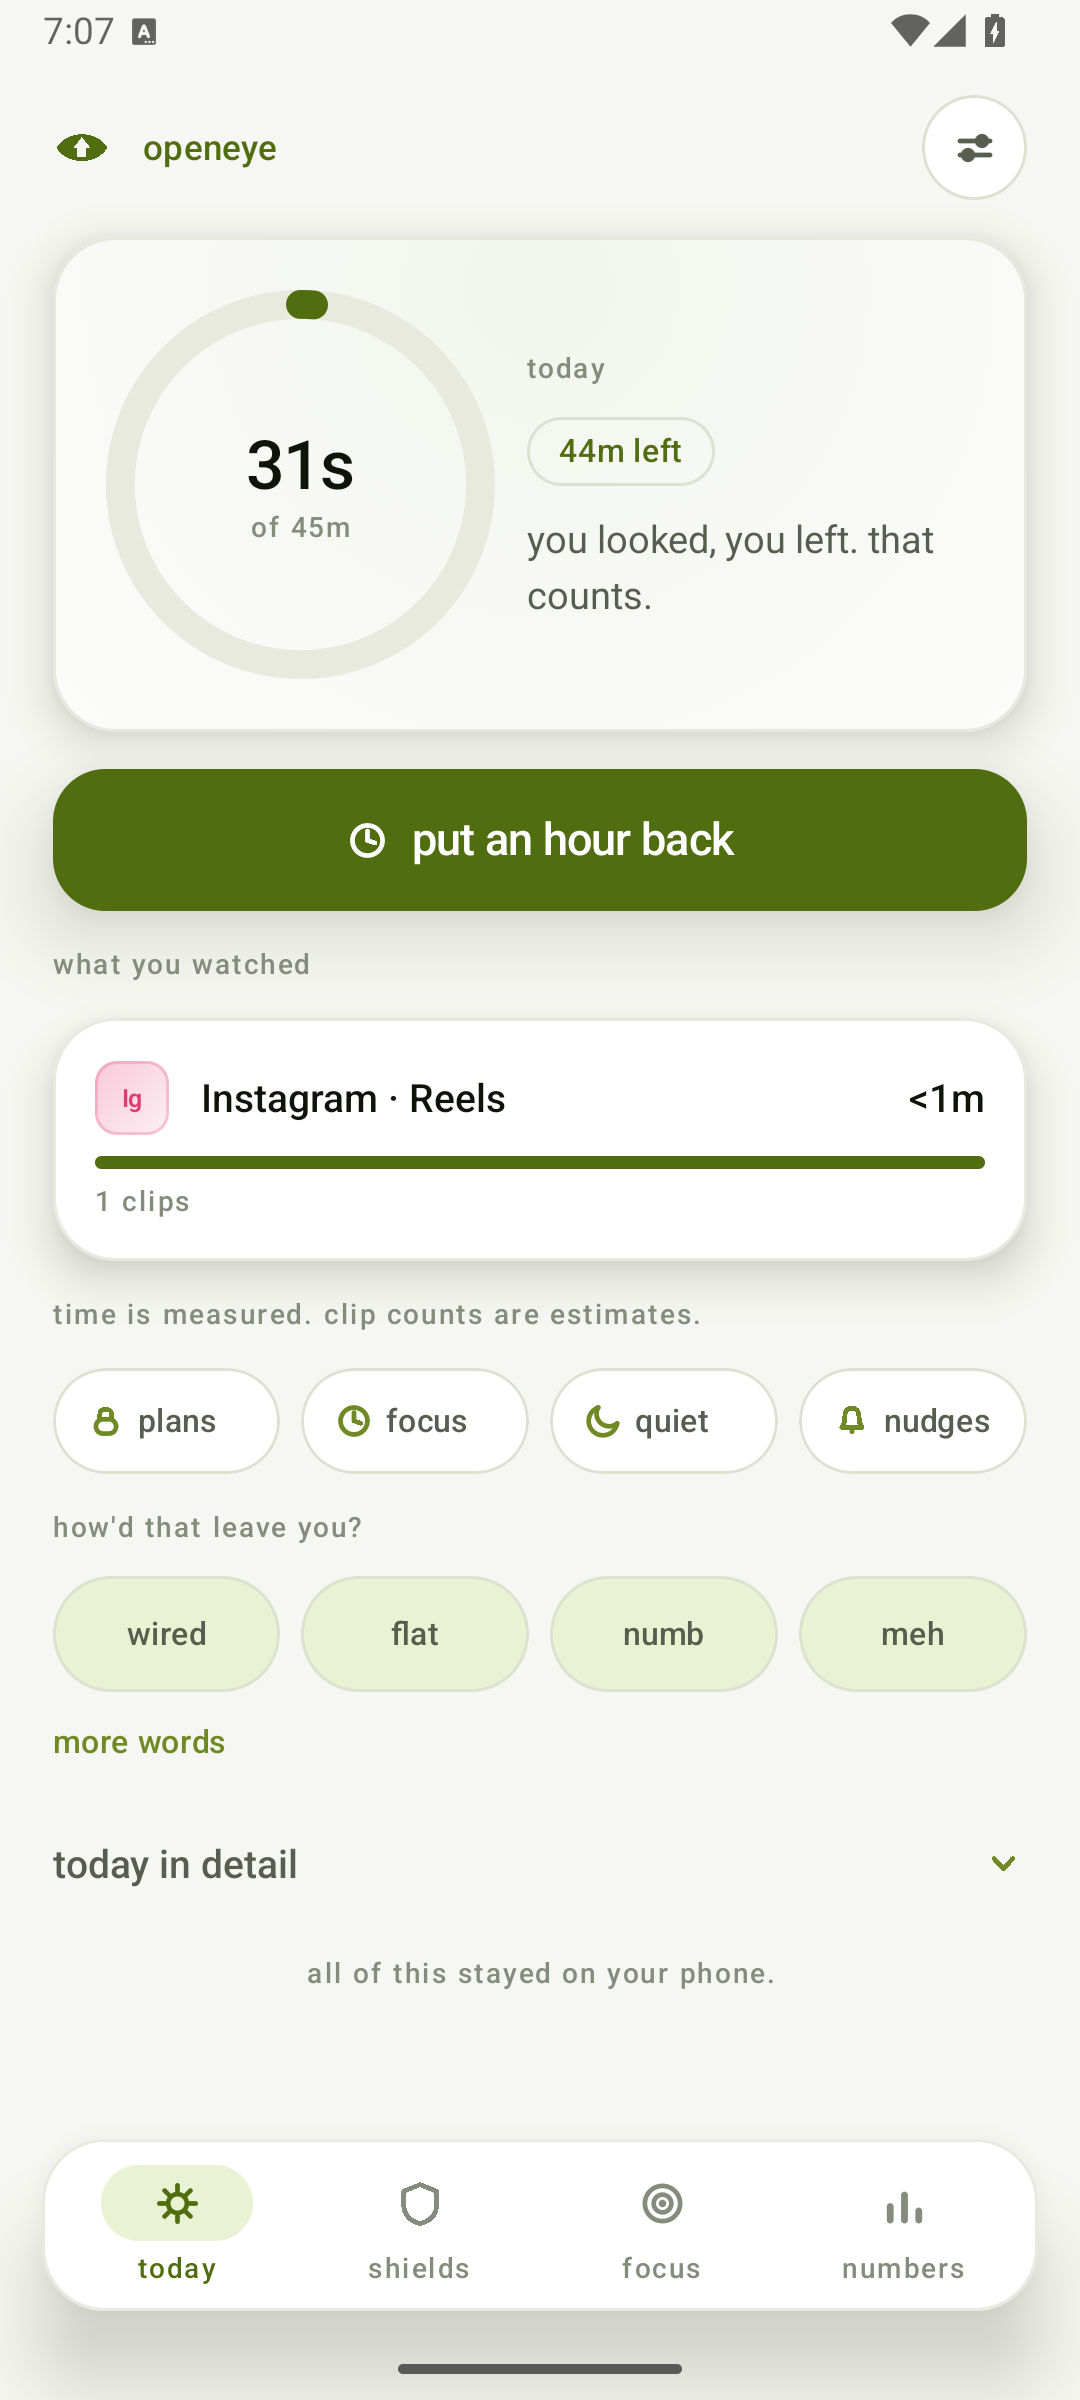 7:07
openeye
today
44m left
31s
of 45m
you looked, you left. that
counts.
put an hour back
what you watched
Ig
Instagram · Reels
<1m
1 clips
time is measured. clip counts are estimates.
plans
focus
quiet
nudges
how'd that leave you?
wired
flat
numb
meh
more words
today in detail
all of this stayed on your phone.
today
shields
focus
numbers